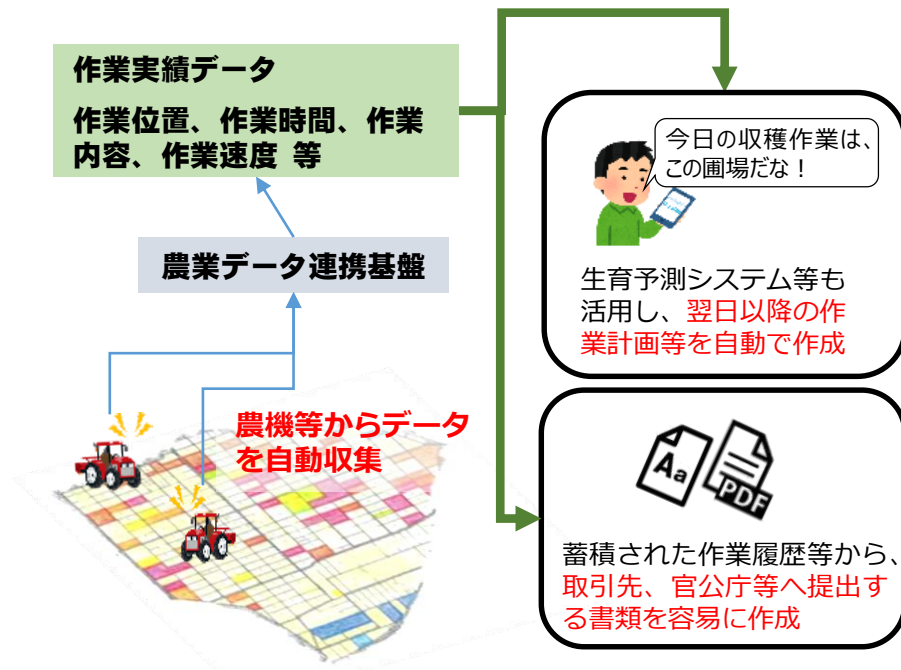 作業実績データ
作業位置、作業時間、作業
内容、作業速度 等
農業データ連携基盤
農機等からデータ
を自動収集
今日の収穫作業は、
この圃場だな！
生育予測システム等も
活用し、翌日以降の作
業計画等を自動で作成
Aa
PDF
蓄積された作業履歴等から、
取引先、官公庁等へ提出す
る書類を容易に作成